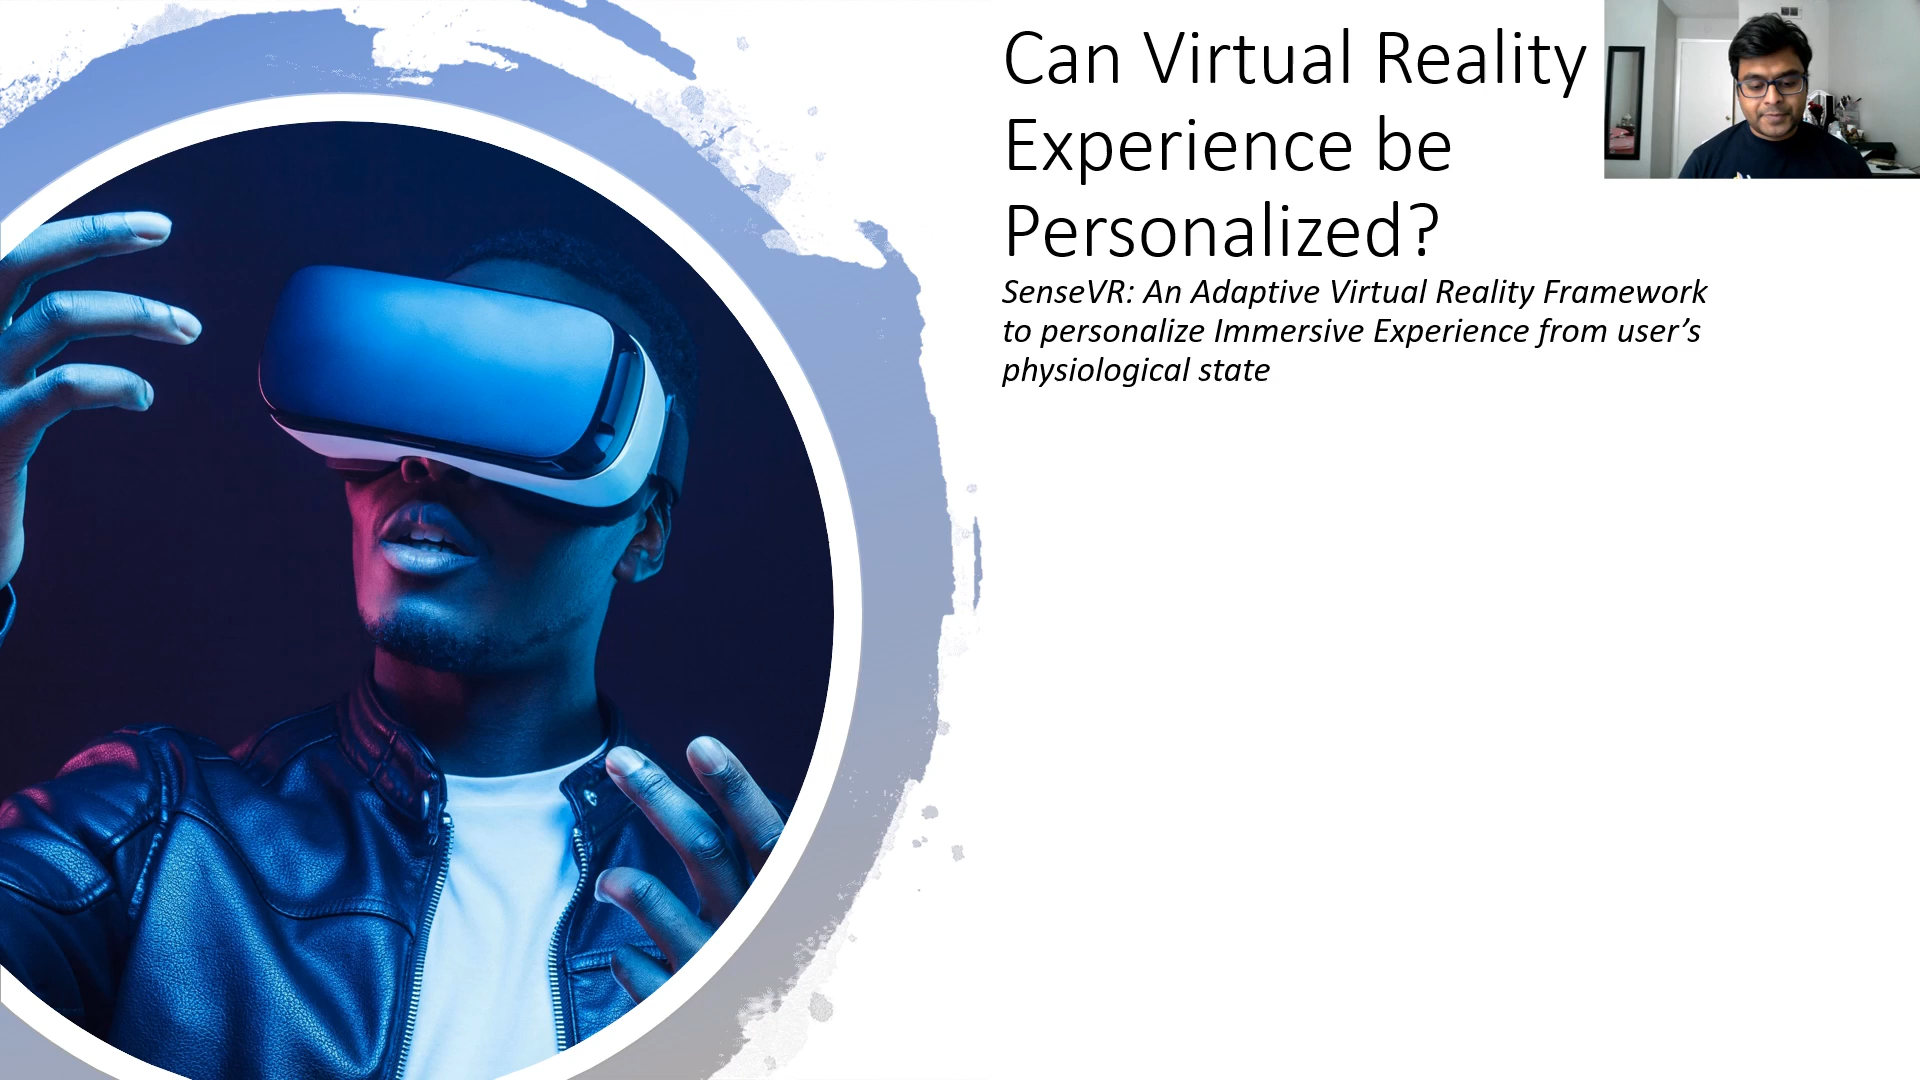 Can Virtual Reality
Experience be
Personalized?
SenseVR: An Adaptive Virtual Reality Framework
to personalize Immersive Experience from user’s
physiological state